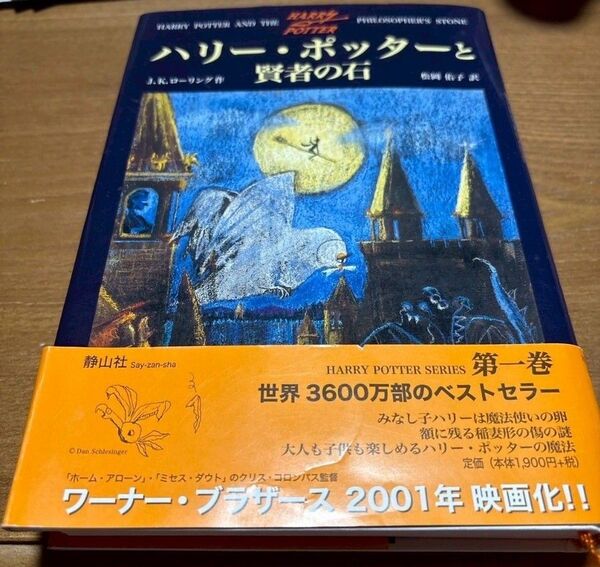 HARRY POTTER AND THE PHILOSOPHER'S STONE
HARRY
POTTER
ハリー・ポッターと
賢者の石
J.K.ローリング 作
松岡 佑子 訳
静山社 Say-zan-sha
© Dan Schlesinger
HARRY POTTER SERIES 第一巻
世界 3600万部のベストセラー
みなし子ハリーは魔法使いの卵
額に残る稲妻形の傷の謎
大人も子供も楽しめるハリー・ポッターの魔法
定価(本体1,900円+税)
「ホーム・アローン」・「ミセス・ダウト」のクリス・コロンバス監督
ワーナー・ブラザース 2001年 映画化!!